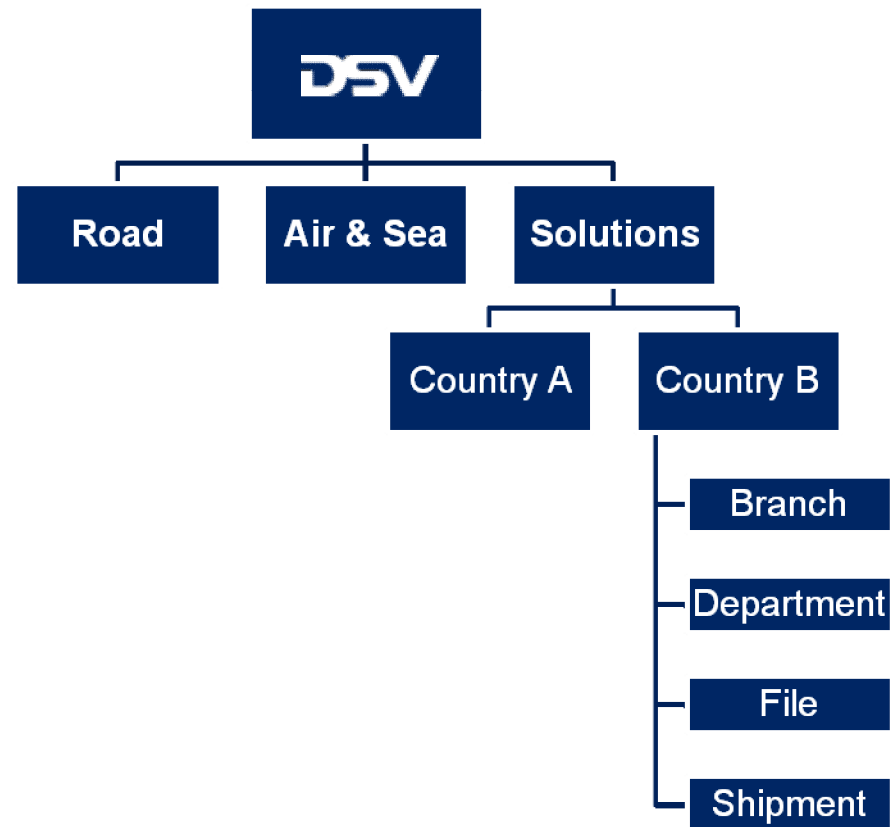 DSV
Road
Air & Sea
Solutions
Country A
Country B
Branch
Department
File
Shipment